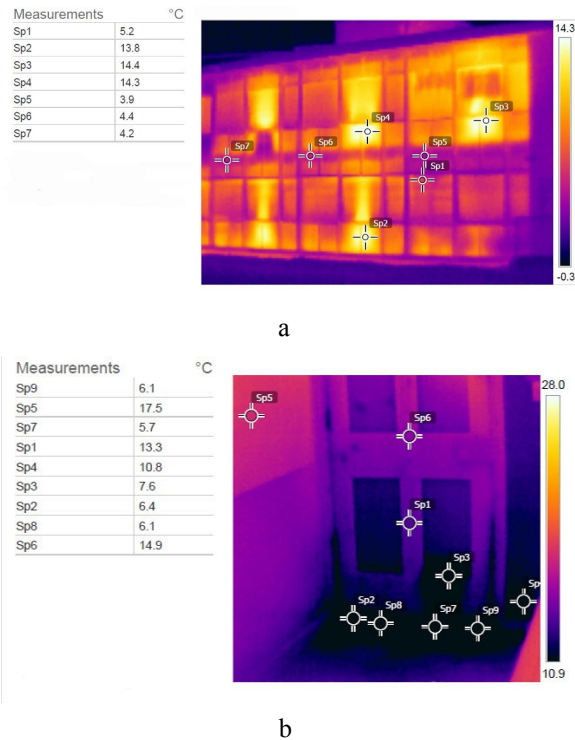 Measurements °C
Sp1 5.2
Sp2 13.8
Sp3 14.4
Sp4 14.3
Sp5 3.9
Sp6 4.4
Sp7 4.2
14.3
Sp3
Sp4
Sp7
Sp6
Sp5
Sp1
Sp2
-0.3
a
Measurements °C
Sp9 6.1
Sp5 17.5
Sp7 5.7
Sp1 13.3
Sp4 10.8
Sp3 7.6
Sp2 6.4
Sp8 6.1
Sp6 14.9
28.0
Sp5
Sp6
Sp1
Sp3
Sp2
Sp8
Sp7
Sp9
10.9
b